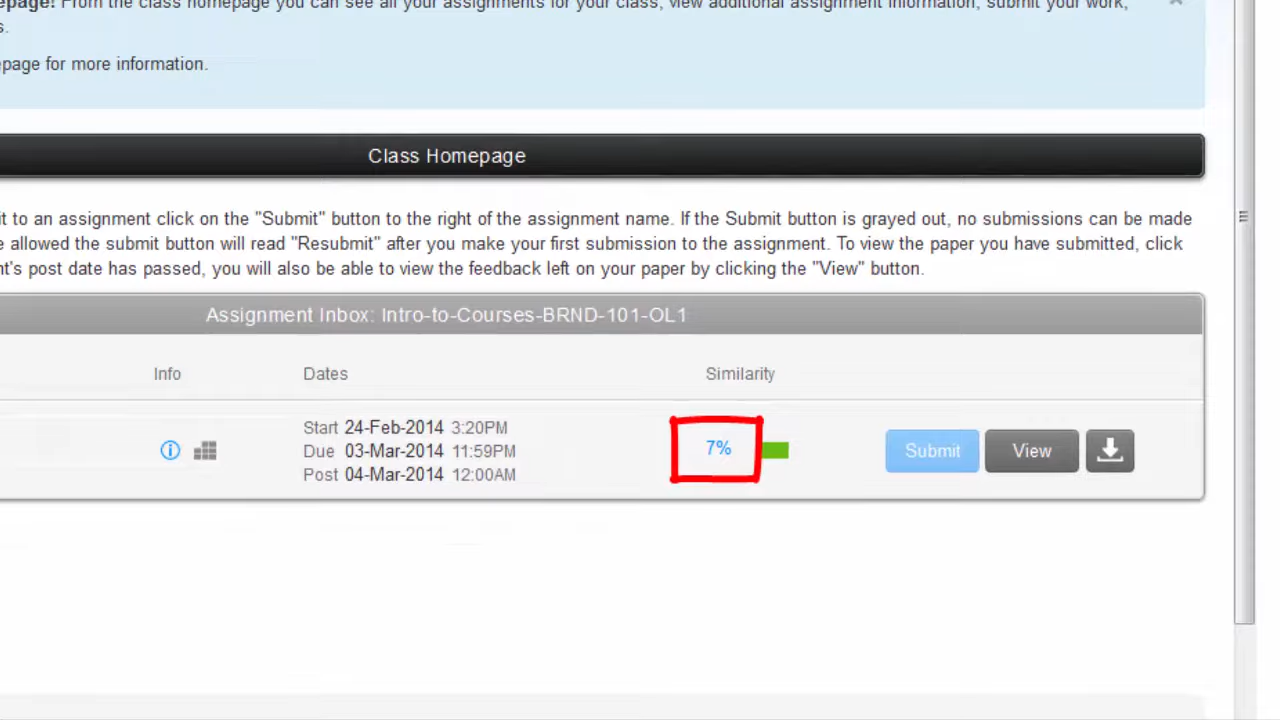 epage: From the class homepage you can see all your assignments for your class, view additional assignment information, submit your work,
s.
epage for more information.
Class Homepage
it to an assignment click on the "Submit" button to the right of the assignment name. If the Submit button is grayed out, no submissions can be made
e allowed the submit button will read "Resubmit" after you make your first submission to the assignment. To view the paper you have submitted, click
nt's post date has passed, you will also be able to view the feedback left on your paper by clicking the "View" button.
Assignment Inbox: Intro-to-Courses-BRND-101-OL1
Info Dates Similarity
Start 24-Feb-2014 3:20PM
Due 03-Mar-2014 11:59PM
Post 04-Mar-2014 12:00AM
7%
Submit View